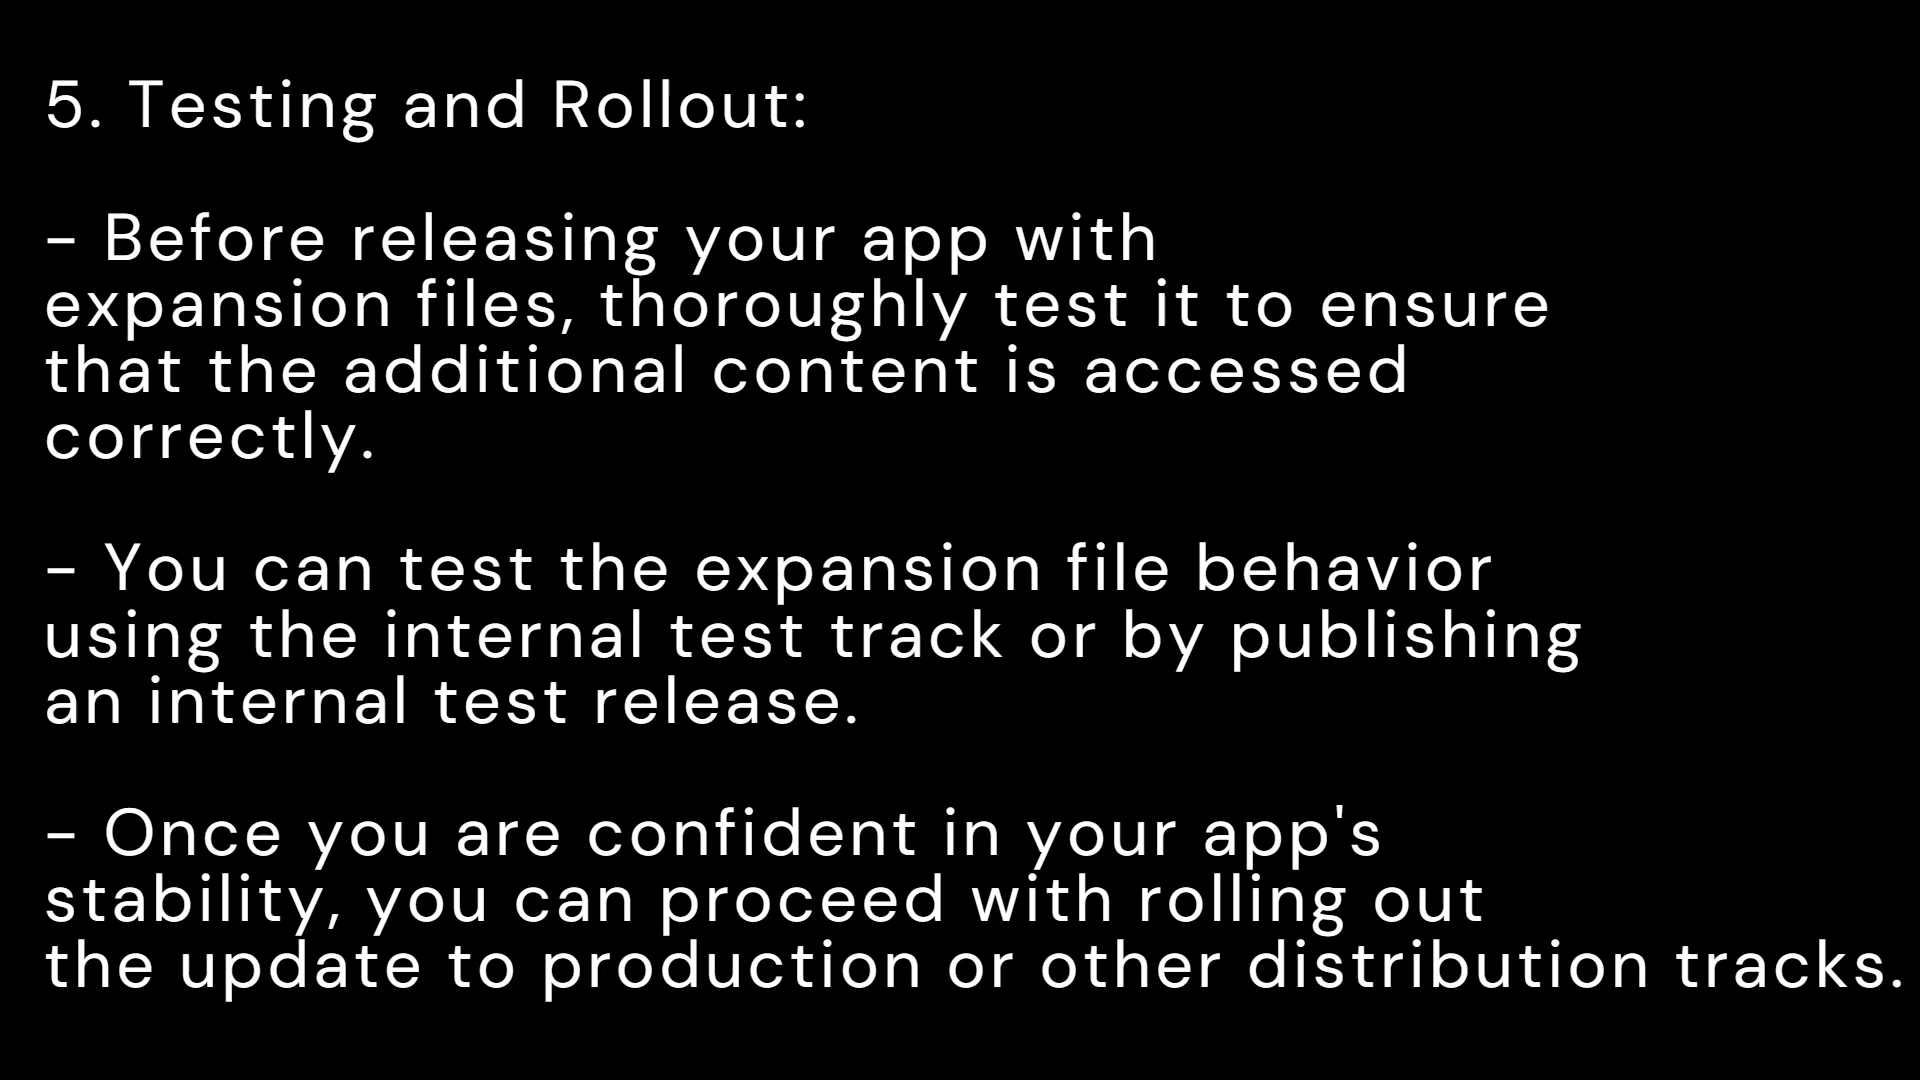 5. Testing and Rollout:
- Before releasing your app with
expansion files, thoroughly test it to ensure
that the additional content is accessed
correctly.
- You can test the expansion file behavior
using the internal test track or by publishing
an internal test release.
- Once you are confident in your app's
stability, you can proceed with rolling out
the update to production or other distribution tracks.